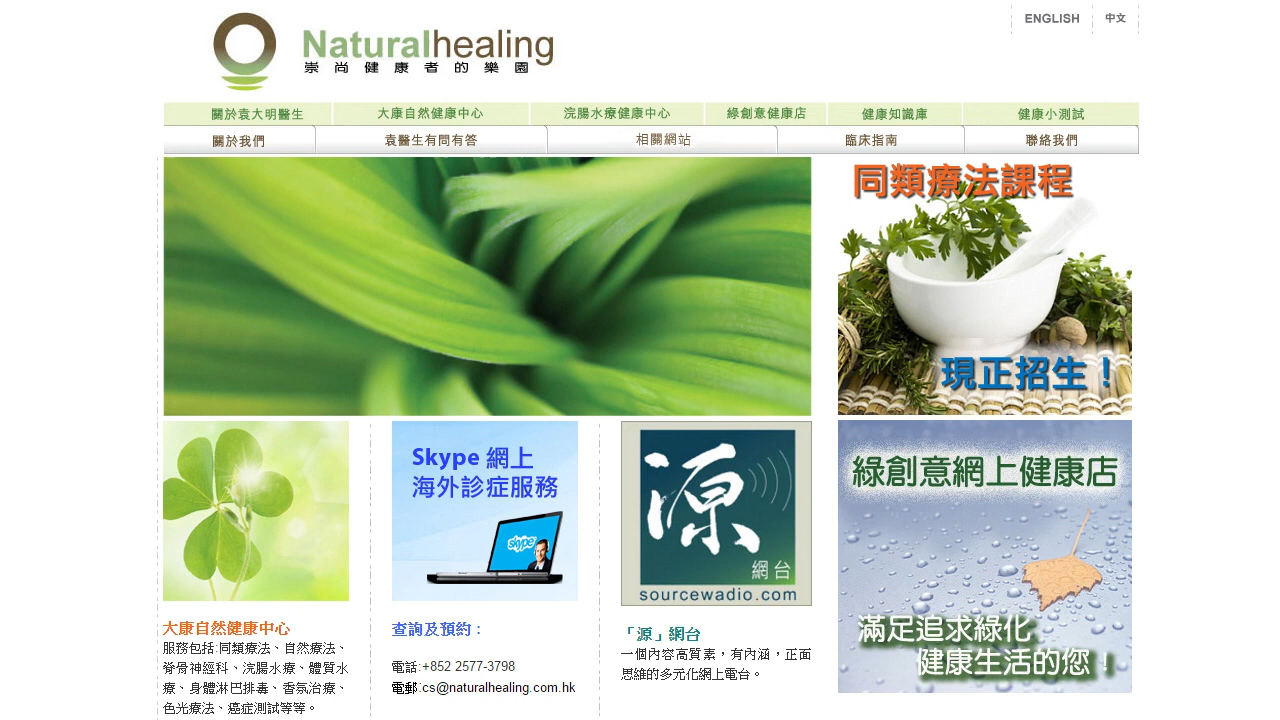 ENGLISH
中文
Naturalhealing
崇尚健康者的樂園
關於袁大明醫生
大康自然健康中心
浣腸水療健康中心
綠創意健康店
健康知識庫
健康小測試
關於我們
袁醫生有問有答
相關網站
臨床指南
聯絡我們
同類療法課程
現正招生！
Skype 網上
海外診症服務
skype
源
網台
sourcewadio.com
綠創意網上健康店
滿足追求綠化
健康生活的您！
大康自然健康中心
服務包括:同類療法、自然療法、
脊骨神經科、浣腸水療、體質水
療、身體淋巴排毒、香氛治療、
色光療法、癌症測試等等。
查詢及預約：
電話:+852 2577-3798
電郵:cs@naturalhealing.com.hk
「源」網台
一個內容高質素，有內涵，正面
思維的多元化網上電台。